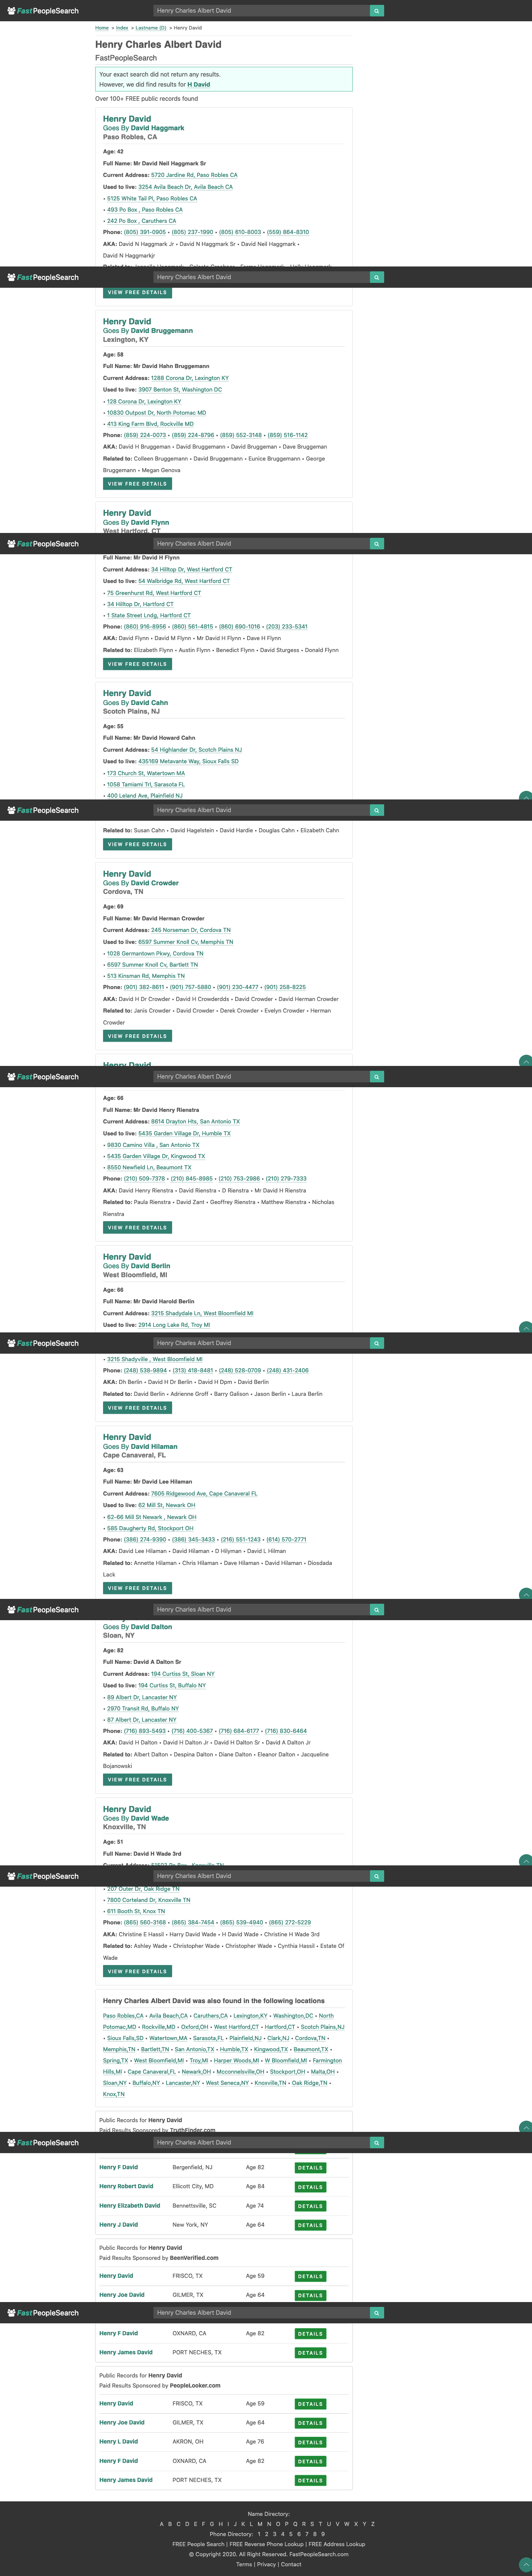 FastPeopleSearch
Henry Charles Albert David
Home » Index » Lastname (D) » Henry David
Henry Charles Albert David
FastPeopleSearch
Your exact search did not return any results.
However, we did find results for H David
Over 100+ FREE public records found
Henry David
Goes By David Haggmark
Paso Robles, CA
Age: 42
Full Name: Mr David Neil Haggmark Sr
Current Address: 5720 Jardine Rd, Paso Robles CA
Used to live: 3254 Avila Beach Dr, Avila Beach CA
• 5125 White Tail Pl, Paso Robles CA
• 493 Po Box , Paso Robles CA
• 242 Po Box , Caruthers CA
Phone: (805) 391-0905 • (805) 237-1990 • (805) 610-8003 • (559) 864-8310
AKA: David N Haggmark Jr • David N Haggmark Sr • David Neil Haggmark •
David N Haggmarkjr
FastPeopleSearch
Henry Charles Albert David
VIEW FREE DETAILS
Henry David
Goes By David Bruggemann
Lexington, KY
Age: 58
Full Name: Mr David Hahn Bruggemann
Current Address: 1288 Corona Dr, Lexington KY
Used to live: 3907 Benton St, Washington DC
• 128 Corona Dr, Lexington KY
• 10830 Outpost Dr, North Potomac MD
• 413 King Farm Blvd, Rockville MD
Phone: (859) 224-0073 • (859) 224-8796 • (859) 552-3148 • (859) 516-1142
AKA: David H Bruggeman • David Bruggemann • David Bruggeman • Dave Bruggeman
Related to: Colleen Bruggemann • David Bruggemann • Eunice Bruggemann • George
Bruggemann • Megan Genova
VIEW FREE DETAILS
Henry David
Goes By David Flynn
West Hartford, CT
FastPeopleSearch
Henry Charles Albert David
Full Name: Mr David H Flynn
Current Address: 34 Hilltop Dr, West Hartford CT
Used to live: 54 Walbridge Rd, West Hartford CT
• 75 Greenhurst Rd, West Hartford CT
• 34 Hilltop Dr, Hartford CT
• 1 State Street Lndg, Hartford CT
Phone: (860) 916-8956 • (860) 561-4815 • (860) 690-1016 • (203) 233-5341
AKA: David Flynn • David M Flynn • Mr David H Flynn • Dave H Flynn
Related to: Elizabeth Flynn • Austin Flynn • Benedict Flynn • David Sturgess • Donald Flynn
VIEW FREE DETAILS
Henry David
Goes By David Cahn
Scotch Plains, NJ
Age: 55
Full Name: Mr David Howard Cahn
Current Address: 54 Highlander Dr, Scotch Plains NJ
Used to live: 435169 Metavante Way, Sioux Falls SD
• 173 Church St, Watertown MA
• 1058 Tamiami Trl, Sarasota FL
• 400 Leland Ave, Plainfield NJ
FastPeopleSearch
Henry Charles Albert David
Related to: Susan Cahn • David Hagelstein • David Hardie • Douglas Cahn • Elizabeth Cahn
VIEW FREE DETAILS
Henry David
Goes By David Crowder
Cordova, TN
Age: 69
Full Name: Mr David Herman Crowder
Current Address: 245 Norseman Dr, Cordova TN
Used to live: 6597 Summer Knoll Cv, Memphis TN
• 1028 Germantown Pkwy, Cordova TN
• 6597 Summer Knoll Cv, Bartlett TN
• 513 Kinsman Rd, Memphis TN
Phone: (901) 382-8611 • (901) 757-5880 • (901) 230-4477 • (901) 258-8225
AKA: David H Dr Crowder • David H Crowderdds • David Crowder • David Herman Crowder
Related to: Janis Crowder • David Crowder • Derek Crowder • Evelyn Crowder • Herman
Crowder
VIEW FREE DETAILS
Henry David
FastPeopleSearch
Henry Charles Albert David
Age: 66
Full Name: Mr David Henry Rienstra
Current Address: 8614 Drayton Hts, San Antonio TX
Used to live: 5435 Garden Village Dr, Humble TX
• 9830 Camino Villa , San Antonio TX
• 5435 Garden Village Dr, Kingwood TX
• 8550 Newfield Ln, Beaumont TX
Phone: (210) 509-7378 • (210) 845-8985 • (210) 753-2986 • (210) 279-7333
AKA: David Henry Rienstra • David Rienstra • D Rienstra • Mr David H Rienstra
Related to: Paula Rienstra • David Zant • Geoffrey Rienstra • Matthew Rienstra • Nicholas
Rienstra
VIEW FREE DETAILS
Henry David
Goes By David Berlin
West Bloomfield, MI
Age: 66
Full Name: Mr David Harold Berlin
Current Address: 3215 Shadydale Ln, West Bloomfield MI
Used to live: 2914 Long Lake Rd, Troy MI
FastPeopleSearch
Henry Charles Albert David
• 3215 Shadyville , West Bloomfield MI
Phone: (248) 538-9894 • (313) 418-8481 • (248) 528-0709 • (248) 431-2406
AKA: Dh Berlin • David H Dr Berlin • David H Dpm • David Berlin
Related to: David Berlin • Adrienne Groff • Barry Galison • Jason Berlin • Laura Berlin
VIEW FREE DETAILS
Henry David
Goes By David Hilaman
Cape Canaveral, FL
Age: 63
Full Name: Mr David Lee Hilaman
Current Address: 7605 Ridgewood Ave, Cape Canaveral FL
Used to live: 62 Mill St, Newark OH
• 62-66 Mill St Newark , Newark OH
• 585 Daugherty Rd, Stockport OH
Phone: (386) 274-9390 • (386) 345-3433 • (216) 551-1243 • (614) 570-2771
AKA: David Lee Hilaman • David Hilaman • D Hilyman • David L Hilman
Related to: Annette Hilaman • Chris Hilaman • Dave Hilaman • David Hilaman • Diosdada
Lack
VIEW FREE DETAILS
FastPeopleSearch
Henry Charles Albert David
Goes By David Dalton
Sloan, NY
Age: 82
Full Name: David A Dalton Sr
Current Address: 194 Curtiss St, Sloan NY
Used to live: 194 Curtiss St, Buffalo NY
• 89 Albert Dr, Lancaster NY
• 2970 Transit Rd, Buffalo NY
• 87 Albert Dr, Lancaster NY
Phone: (716) 893-5493 • (716) 400-5367 • (716) 684-6177 • (716) 830-6464
AKA: David H Dalton • David H Dalton Jr • David H Dalton Sr • David A Dalton Jr
Related to: Albert Dalton • Despina Dalton • Diane Dalton • Eleanor Dalton • Jacqueline
Bojanowski
VIEW FREE DETAILS
Henry David
Goes By David Wade
Knoxville, TN
Age: 51
Full Name: David H Wade 3rd
FastPeopleSearch
Henry Charles Albert David
• 207 Outer Dr, Oak Ridge TN
• 7800 Corteland Dr, Knoxville TN
• 611 Booth St, Knox TN
Phone: (865) 560-3168 • (865) 384-7454 • (865) 539-4940 • (865) 272-5229
AKA: Christine E Hassil • Harry David Wade • H David Wade • Christine H Wade 3rd
Related to: Ashley Wade • Christopher Wade • Christopher Wade • Cynthia Hassil • Estate Of
Wade
VIEW FREE DETAILS
Henry Charles Albert David was also found in the following locations
Paso Robles,CA • Avila Beach,CA • Caruthers,CA • Lexington,KY • Washington,DC • North
Potomac,MD • Rockville,MD • Oxford,OH • West Hartford,CT • Hartford,CT • Scotch Plains,NJ
• Sioux Falls,SD • Watertown,MA • Sarasota,FL • Plainfield,NJ • Clark,NJ • Cordova,TN •
Memphis,TN • Bartlett,TN • San Antonio,TX • Humble,TX • Kingwood,TX • Beaumont,TX •
Spring,TX • West Bloomfield,MI • Troy,MI • Harper Woods,MI • W Bloomfield,MI • Farmington
Hills,MI • Cape Canaveral,FL • Newark,OH • Mcconnelsville,OH • Stockport,OH • Malta,OH •
Sloan,NY • Buffalo,NY • Lancaster,NY • West Seneca,NY • Knoxville,TN • Oak Ridge,TN •
Knox,TN
Public Records for Henry David
Paid Results Sponsored by TruthFinder.com
FastPeopleSearch
Henry Charles Albert David
Henry F David Bergenfield, NJ Age 82 DETAILS
Henry Robert David Ellicott City, MD Age 84 DETAILS
Henry Elizabeth David Bennettsville, SC Age 74 DETAILS
Henry J David New York, NY Age 64 DETAILS
Public Records for Henry David
Paid Results Sponsored by BeenVerified.com
Henry David FRISCO, TX Age 59 DETAILS
Henry Joe David GILMER, TX Age 64 DETAILS
FastPeopleSearch
Henry Charles Albert David
Henry F David OXNARD, CA Age 82 DETAILS
Henry James David PORT NECHES, TX DETAILS
Public Records for Henry David
Paid Results Sponsored by PeopleLooker.com
Henry David FRISCO, TX Age 59 DETAILS
Henry Joe David GILMER, TX Age 64 DETAILS
Henry L David AKRON, OH Age 76 DETAILS
Henry F David OXNARD, CA Age 82 DETAILS
Henry James David PORT NECHES, TX DETAILS
Name Directory:
A B C D E F G H I J K L M N O P Q R S T U V W X Y Z
Phone Directory: 1 2 3 4 5 6 7 8 9
FREE People Search | FREE Reverse Phone Lookup | FREE Address Lookup
© Copyright 2020. All Right Reserved. FastPeopleSearch.com
Terms | Privacy | Contact